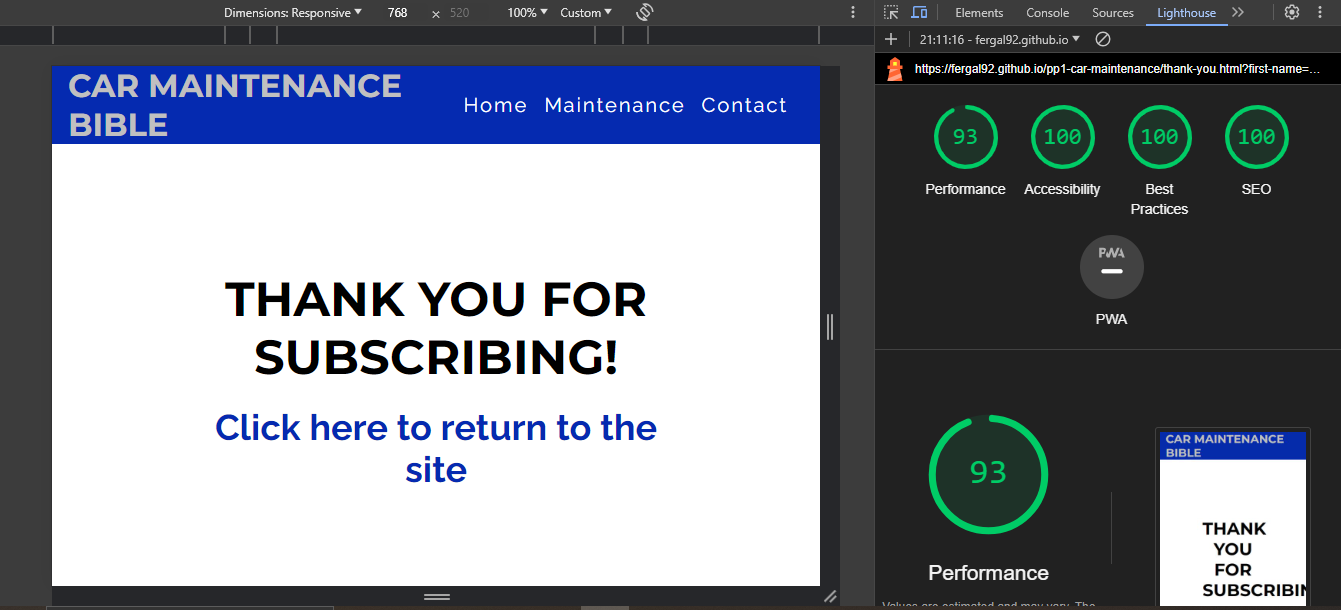 Dimensions: Responsive 768 x 520 100% Custom
Elements Console Sources Lighthouse
21:11:16 - fergal92.github.io
https://fergal92.github.io/pp1-car-maintenance/thank-you.html?first-name=...
CAR MAINTENANCE
BIBLE
Home Maintenance Contact
THANK YOU FOR
SUBSCRIBING!
Click here to return to the
site
93 100 100 100
Performance Accessibility Best
Practices SEO
PWA
PWA
93
Performance
Values are estimated and may vary. The
CAR MAINTENANCE
BIBLE
THANK
YOU
FOR
SUBSCRIBIN